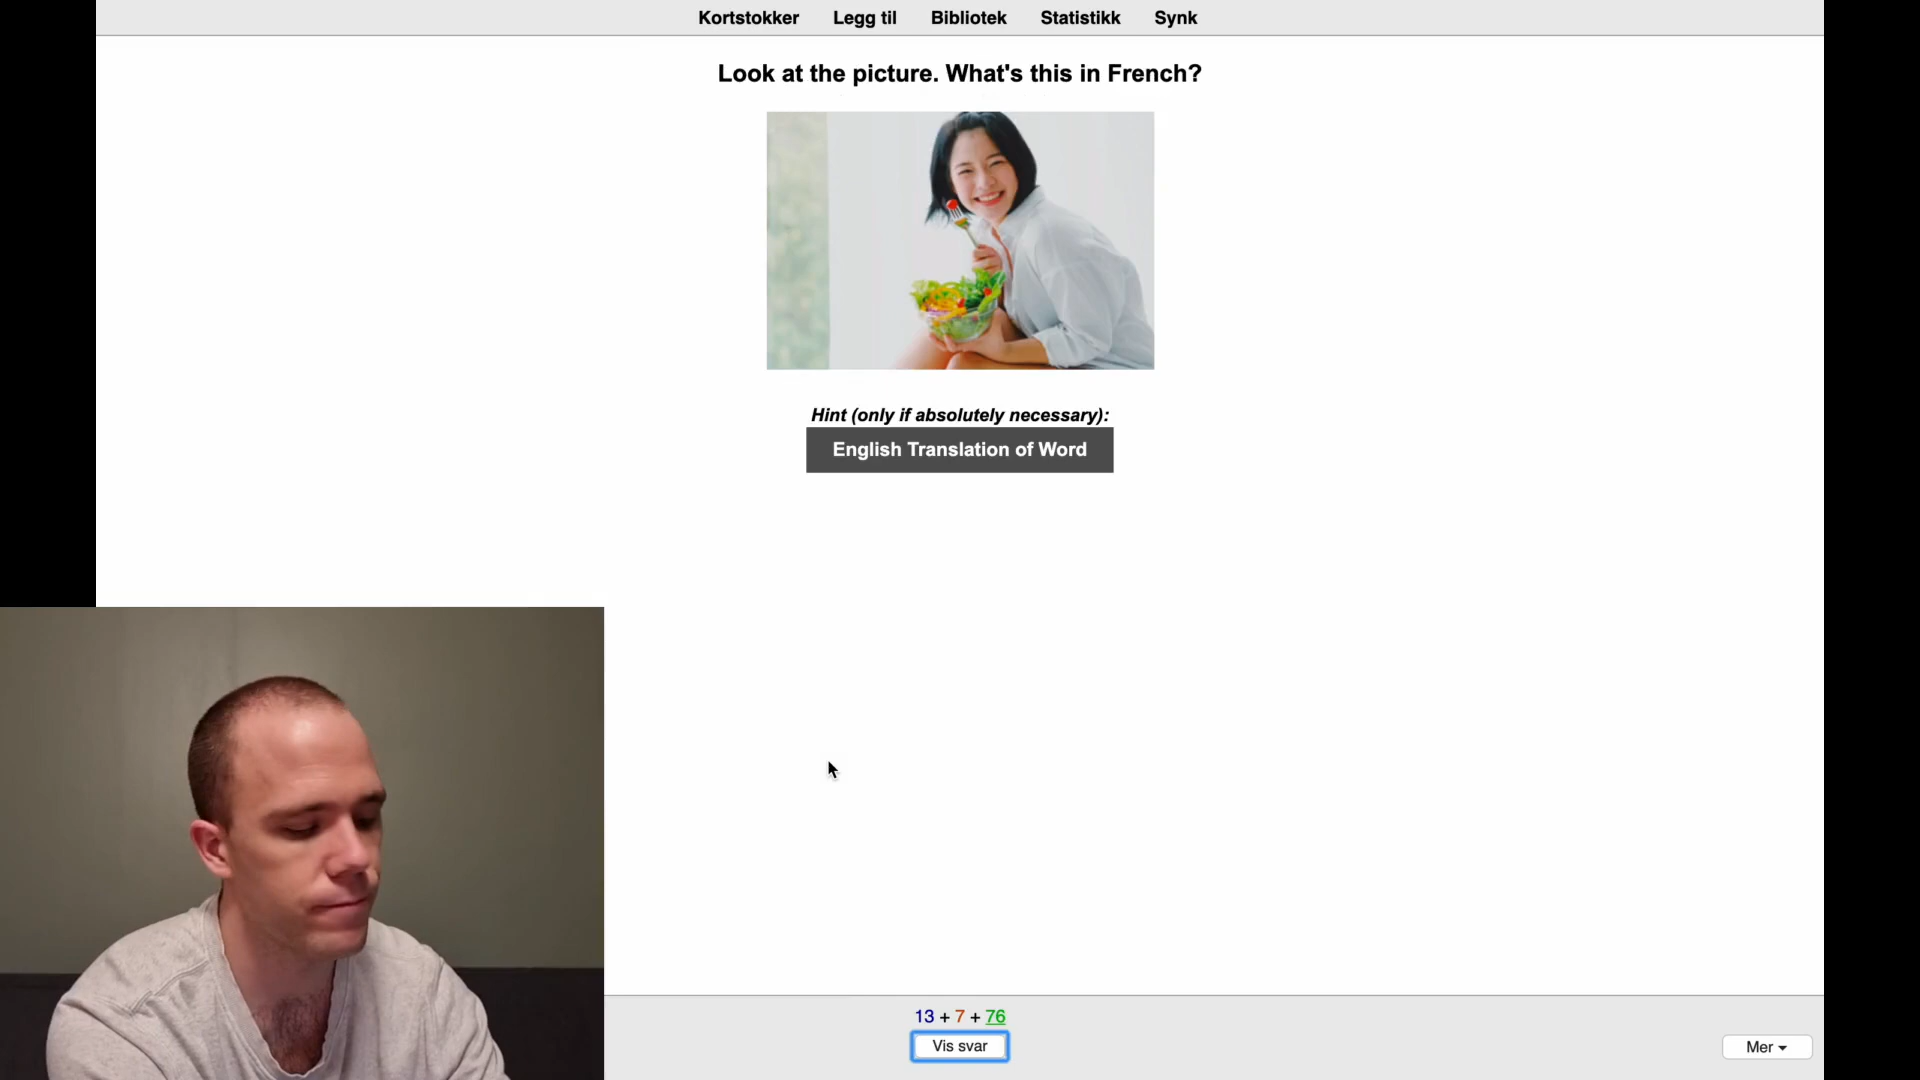 Kortstokker Legg til Bibliotek Statistikk Synk
Look at the picture. What's this in French?
Hint (only if absolutely necessary):
English Translation of Word
13 + 7 + 76
Vis svar
Mer